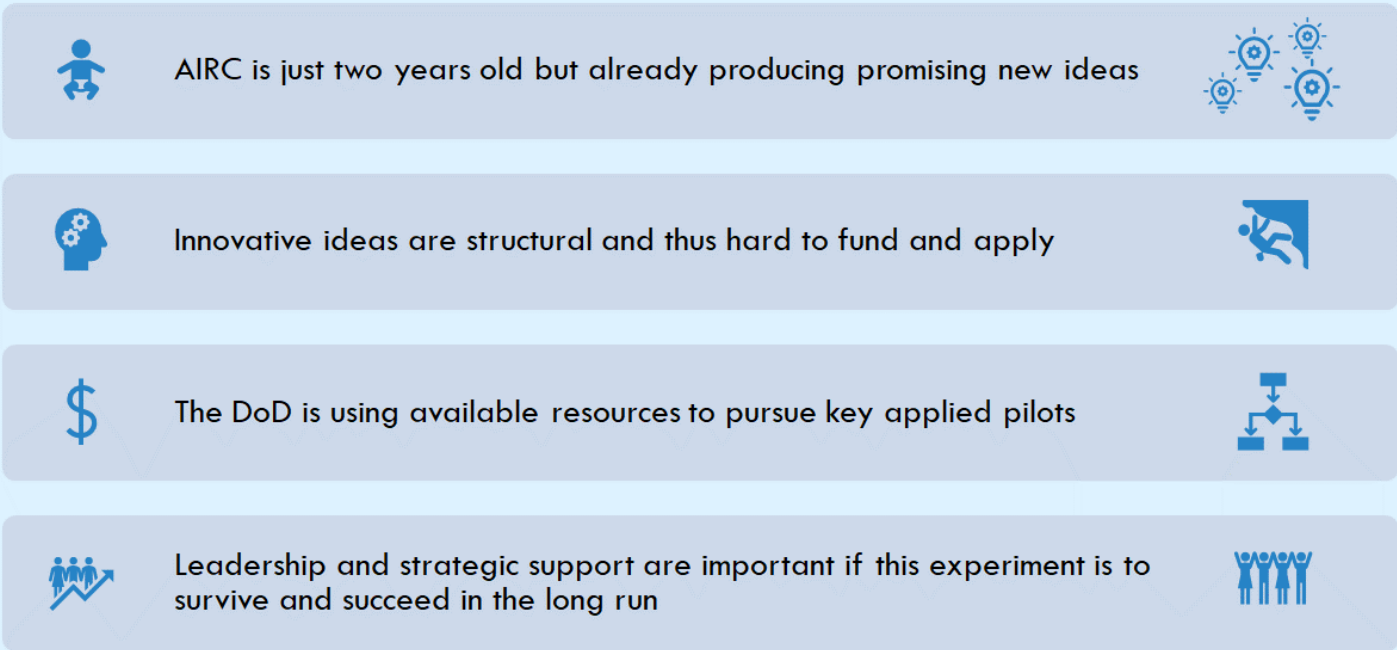 AIRC is just two years old but already producing promising new ideas
Innovative ideas are structural and thus hard to fund and apply
The DoD is using available resources to pursue key applied pilots
Leadership and strategic support are important if this experiment is to
survive and succeed in the long run